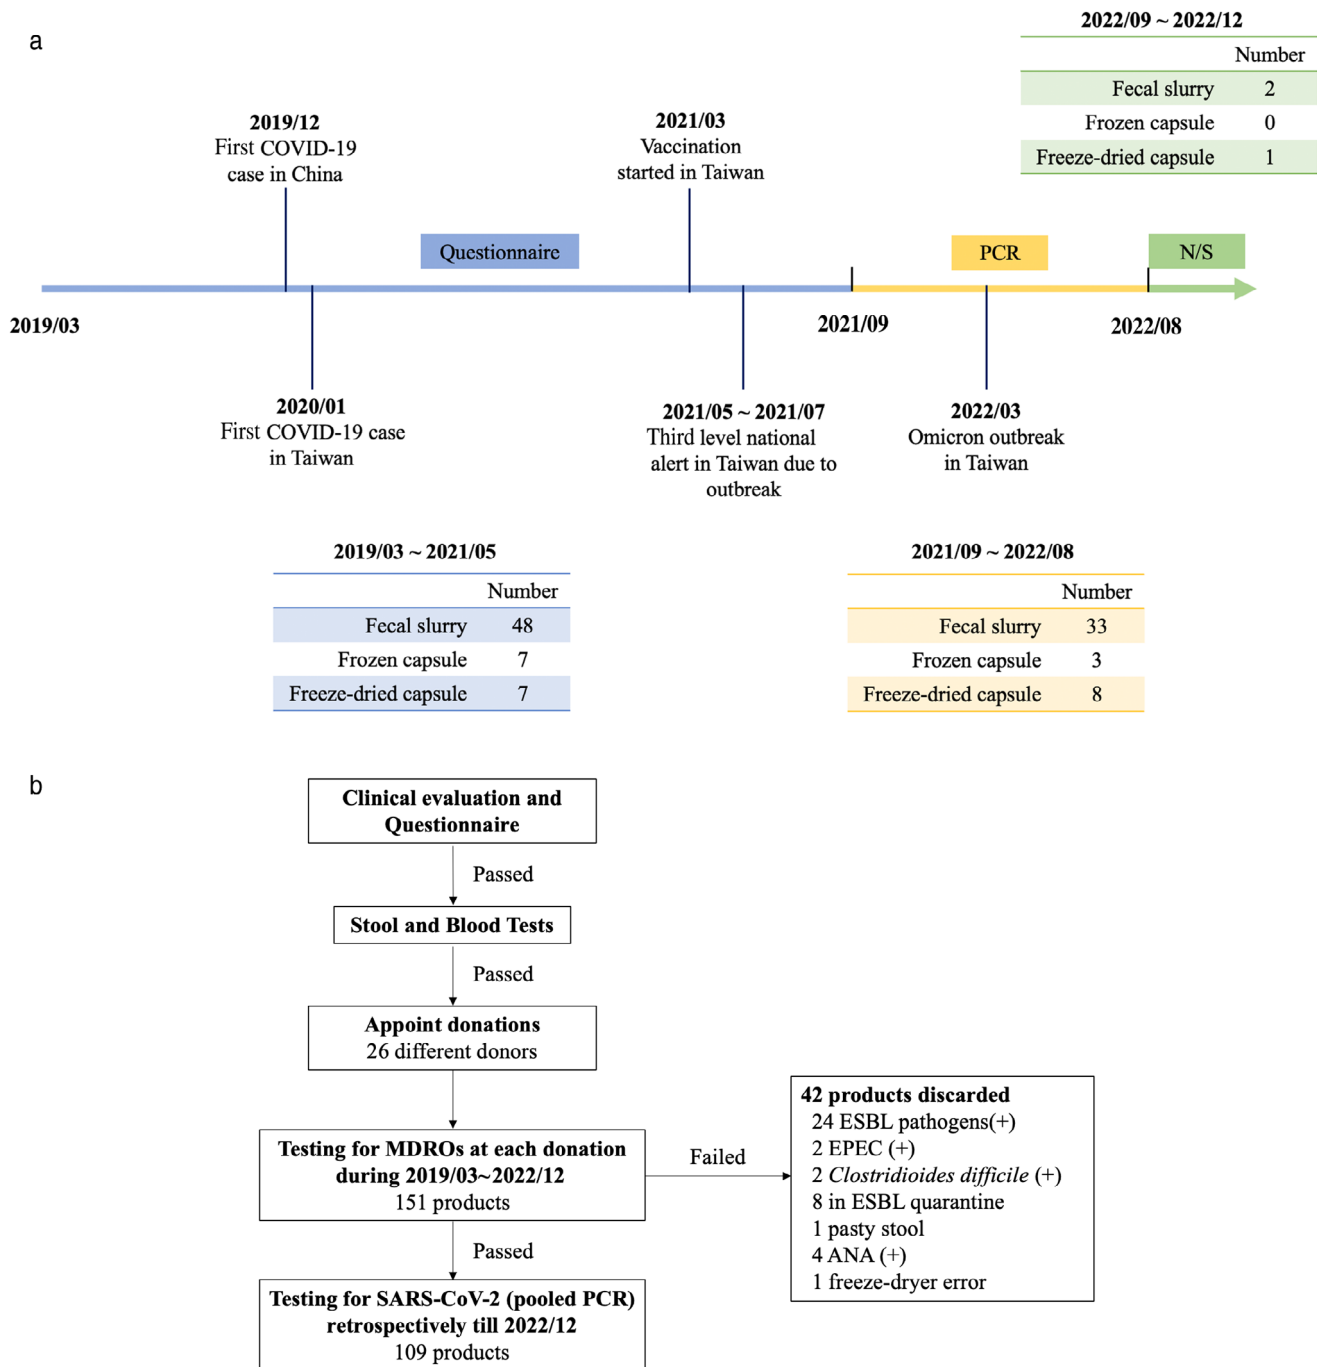 a
2022/09 ~ 2022/12
Number
Fecal slurry 2
Frozen capsule 0
Freeze-dried capsule 1
2019/12
First COVID-19
case in China
2021/03
Vaccination
started in Taiwan
Questionnaire
PCR
N/S
2019/03
2021/09
2022/08
2020/01
First COVID-19 case
in Taiwan
2021/05 ~ 2021/07
Third level national
alert in Taiwan due to
outbreak
2022/03
Omicron outbreak
in Taiwan
2019/03 ~ 2021/05
Number
Fecal slurry 48
Frozen capsule 7
Freeze-dried capsule 7
2021/09 ~ 2022/08
Number
Fecal slurry 33
Frozen capsule 3
Freeze-dried capsule 8
b
Clinical evaluation and
Questionnaire
Passed
Stool and Blood Tests
Passed
Appoint donations
26 different donors
Testing for MDROs at each donation
during 2019/03~2022/12
151 products
Failed
42 products discarded
24 ESBL pathogens(+)
2 EPEC (+)
2 Clostridioides difficile (+)
8 in ESBL quarantine
1 pasty stool
4 ANA (+)
1 freeze-dryer error
Passed
Testing for SARS-CoV-2 (pooled PCR)
retrospectively till 2022/12
109 products